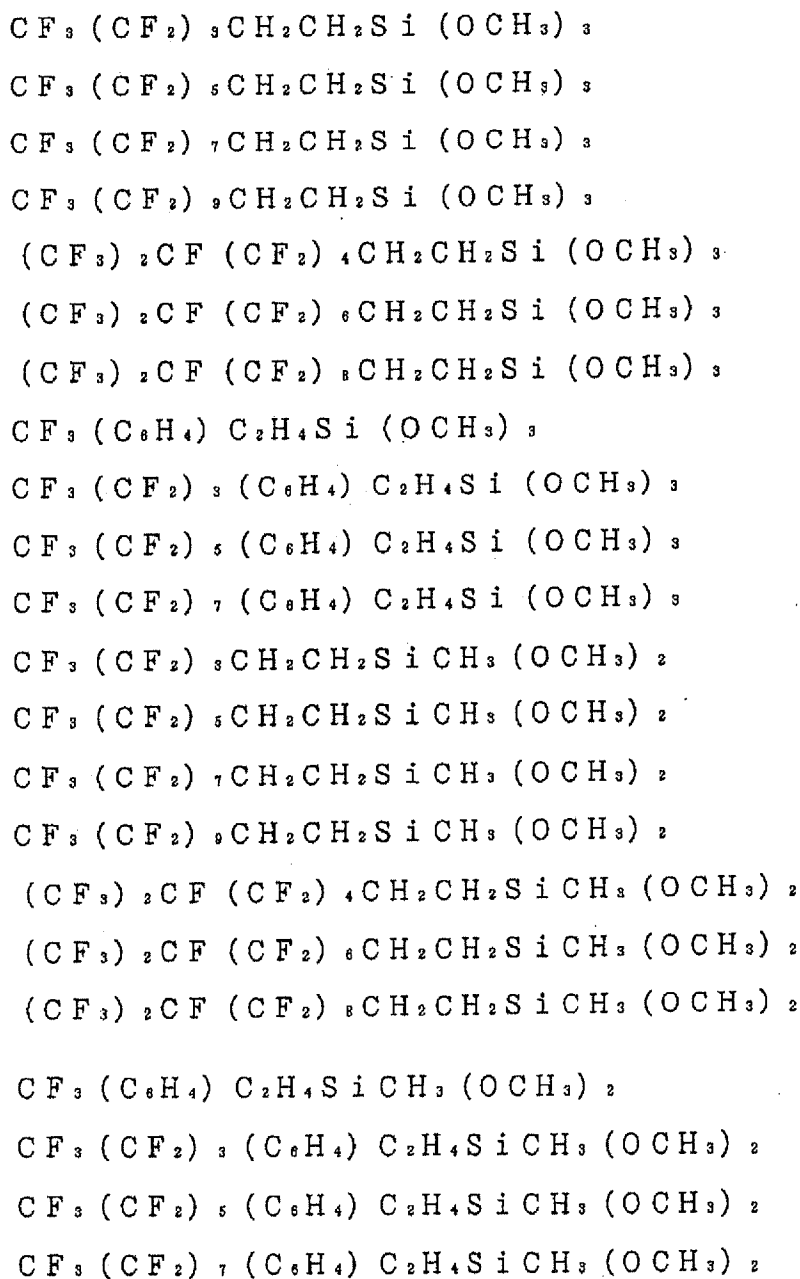 CF₃(CF₂)₃CH₂CH₂Si(OCH₃)₃
CF₃(CF₂)₅CH₂CH₂Si(OCH₃)₃
CF₃(CF₂)₇CH₂CH₂Si(OCH₃)₃
CF₃(CF₂)₉CH₂CH₂Si(OCH₃)₃
(CF₃)₂CF(CF₂)₄CH₂CH₂Si(OCH₃)₃
(CF₃)₂CF(CF₂)₆CH₂CH₂Si(OCH₃)₃
(CF₃)₂CF(CF₂)₈CH₂CH₂Si(OCH₃)₃
CF₃(C₆H₄)C₂H₄Si(OCH₃)₃
CF₃(CF₂)₃(C₆H₄)C₂H₄Si(OCH₃)₃
CF₃(CF₂)₅(C₆H₄)C₂H₄Si(OCH₃)₃
CF₃(CF₂)₇(C₆H₄)C₂H₄Si(OCH₃)₃
CF₃(CF₂)₃CH₂CH₂SiCH₃(OCH₃)₂
CF₃(CF₂)₅CH₂CH₂SiCH₃(OCH₃)₂
CF₃(CF₂)₇CH₂CH₂SiCH₃(OCH₃)₂
CF₃(CF₂)₉CH₂CH₂SiCH₃(OCH₃)₂
(CF₃)₂CF(CF₂)₄CH₂CH₂SiCH₃(OCH₃)₂
(CF₃)₂CF(CF₂)₆CH₂CH₂SiCH₃(OCH₃)₂
(CF₃)₂CF(CF₂)₈CH₂CH₂SiCH₃(OCH₃)₂
CF₃(C₆H₄)C₂H₄SiCH₃(OCH₃)₂
CF₃(CF₂)₃(C₆H₄)C₂H₄SiCH₃(OCH₃)₂
CF₃(CF₂)₅(C₆H₄)C₂H₄SiCH₃(OCH₃)₂
CF₃(CF₂)₇(C₆H₄)C₂H₄SiCH₃(OCH₃)₂